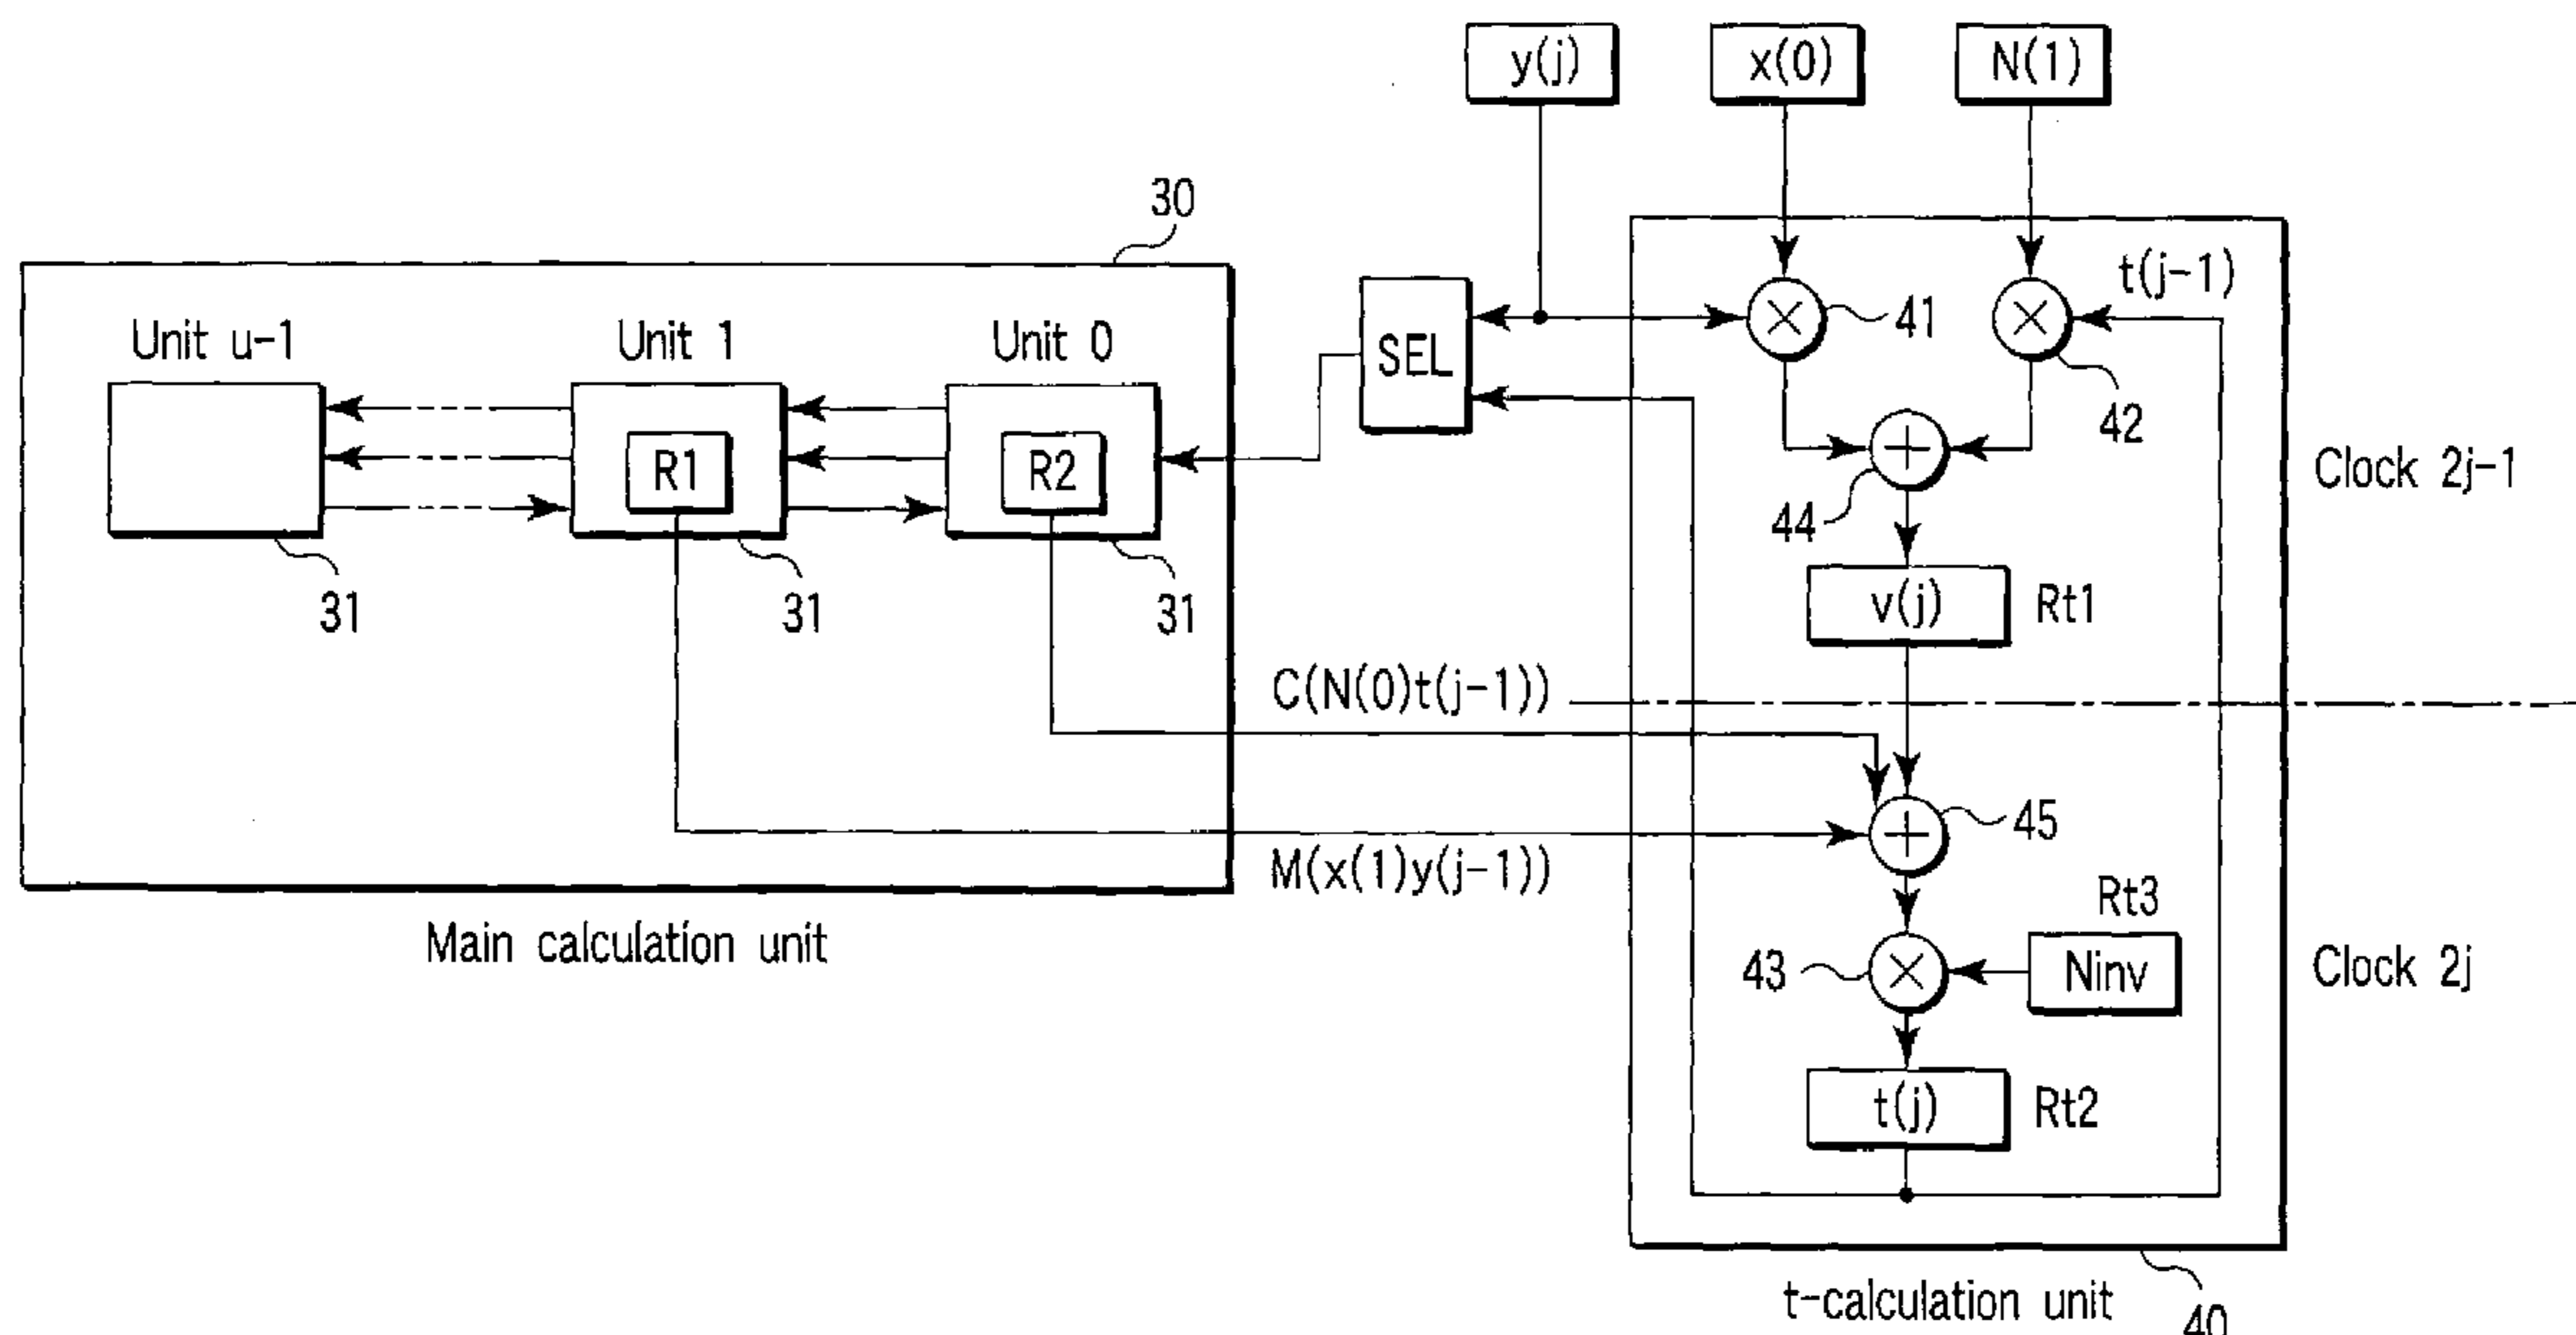 y(j)
x(0)
N(1)
30
t(j-1)
Unit u-1
Unit 1
Unit 0
SEL
41
42
R1
R2
44
Clock 2j-1
31
31
31
v(j)
Rt1
C(N(0)t(j-1))
45
M(x(1)y(j-1))
Rt3
Main calculation unit
43
Ninv
Clock 2j
t(j)
Rt2
t-calculation unit
40